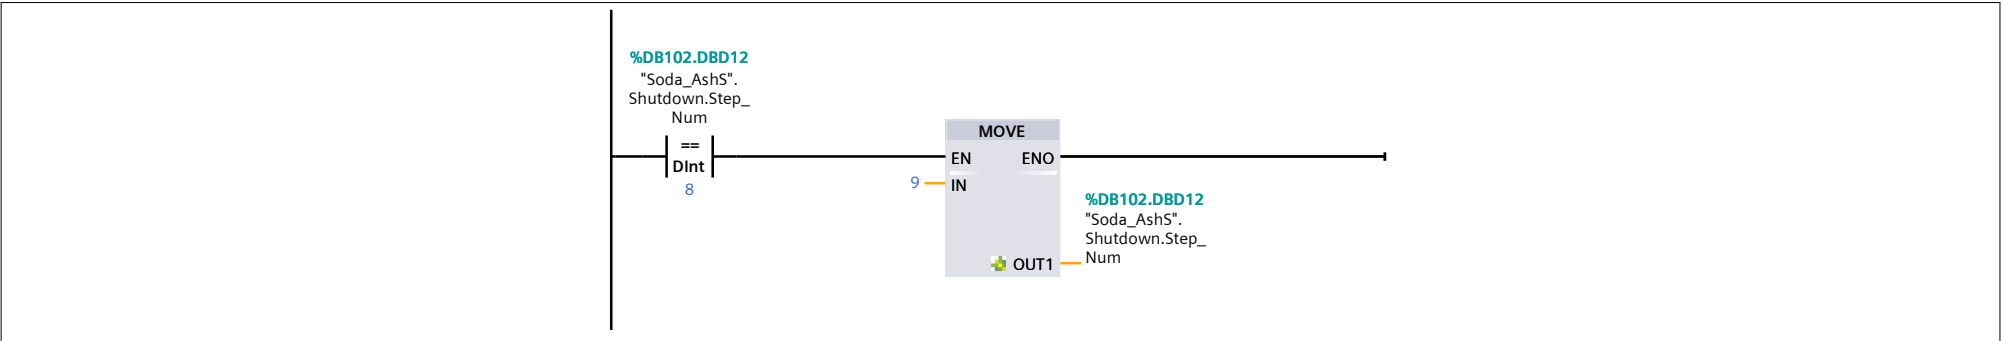 %DB102.DBD12
"Soda_AshS".
Shutdown.Step_
Num
==
DInt
8
MOVE
EN ENO
9 IN
OUT1
%DB102.DBD12
"Soda_AshS".
Shutdown.Step_
Num